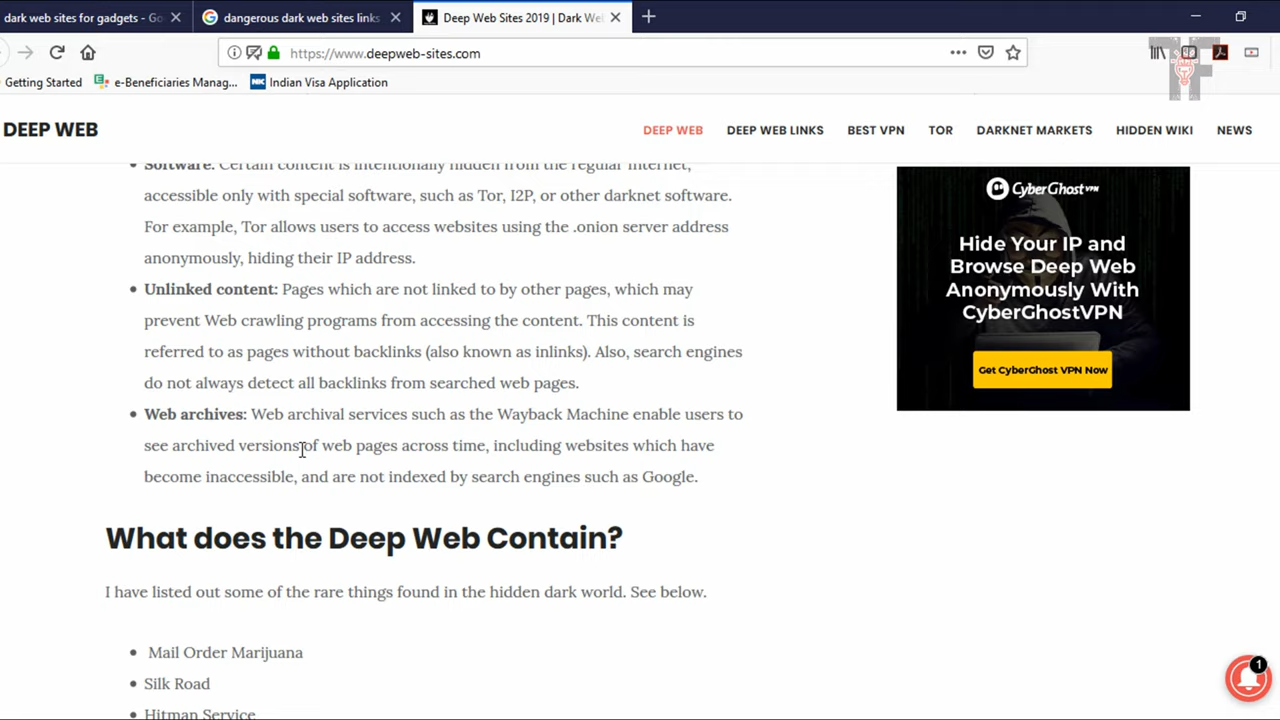 dark web sites for gadgets - Go
dangerous dark web sites links
Deep Web Sites 2019 | Dark We
https://www.deepweb-sites.com
Getting Started
e-Beneficiaries Manag...
Indian Visa Application
DEEP WEB
DEEP WEB
DEEP WEB LINKS
BEST VPN
TOR
DARKNET MARKETS
HIDDEN WIKI
NEWS
Software: Certain content is intentionally hidden from the regular Internet,
accessible only with special software, such as Tor, I2P, or other darknet software.
For example, Tor allows users to access websites using the .onion server address
anonymously, hiding their IP address.
Unlinked content: Pages which are not linked to by other pages, which may
prevent Web crawling programs from accessing the content. This content is
referred to as pages without backlinks (also known as inlinks). Also, search engines
do not always detect all backlinks from searched web pages.
Web archives: Web archival services such as the Wayback Machine enable users to
see archived versions of web pages across time, including websites which have
become inaccessible, and are not indexed by search engines such as Google.
What does the Deep Web Contain?
I have listed out some of the rare things found in the hidden dark world. See below.
Mail Order Marijuana
Silk Road
Hitman Service
CyberGhost VPN
Hide Your IP and
Browse Deep Web
Anonymously With
CyberGhostVPN
Get CyberGhost VPN Now
1